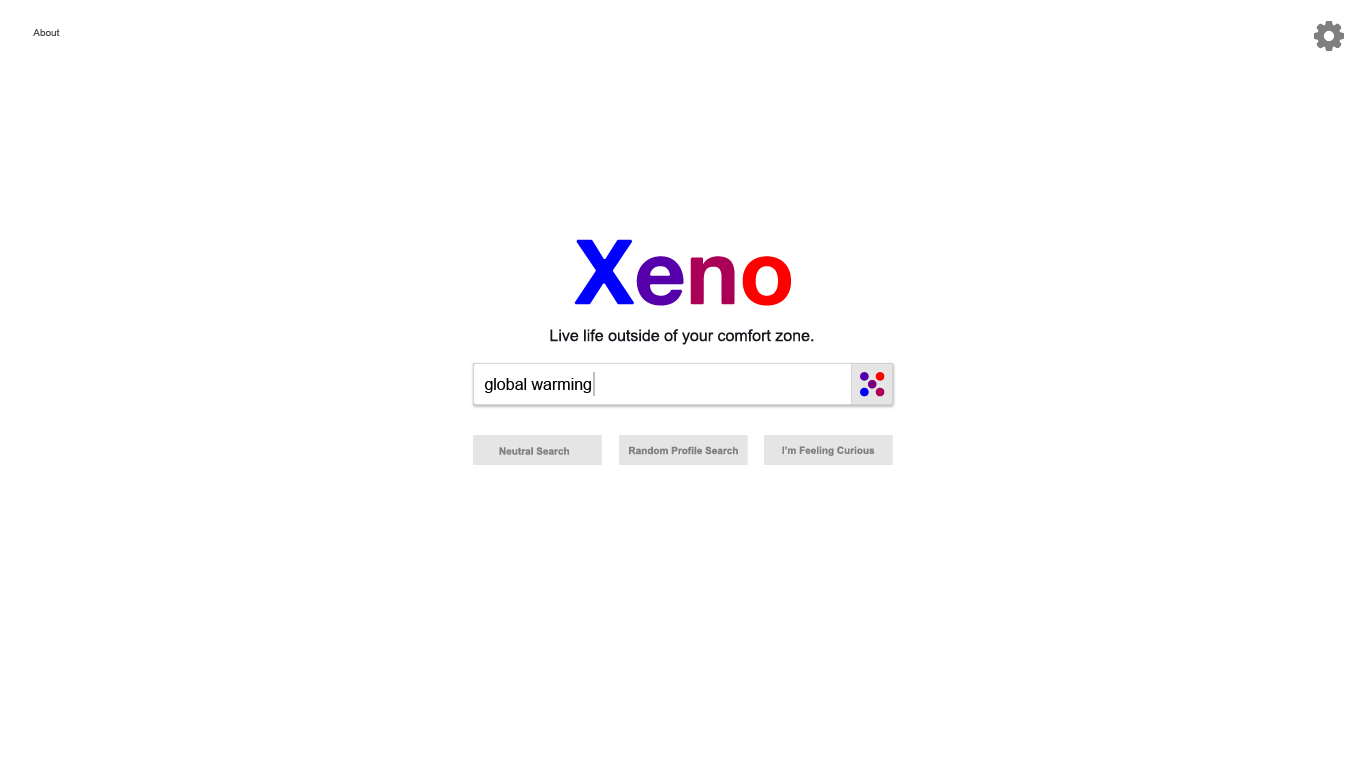 About
Xeno
Live life outside of your comfort zone.
global warming
Neutral Search
Random Profile Search
I'm Feeling Curious